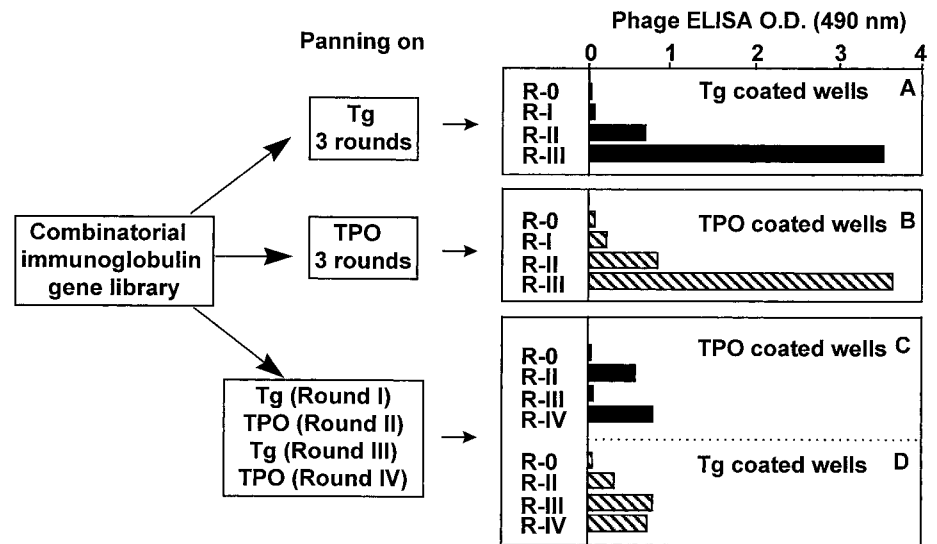 Phage ELISA O.D. (490 nm)
0 1 2 3 4
Panning on
Tg
3 rounds
R-0
R-I
R-II
R-III
Tg coated wells A
Combinatorial
immunoglobulin
gene library
TPO
3 rounds
R-0
R-I
R-II
R-III
TPO coated wells B
Tg (Round I)
TPO (Round II)
Tg (Round III)
TPO (Round IV)
R-0
R-II
R-III
R-IV
TPO coated wells C
R-0
R-II
R-III
R-IV
Tg coated wells D